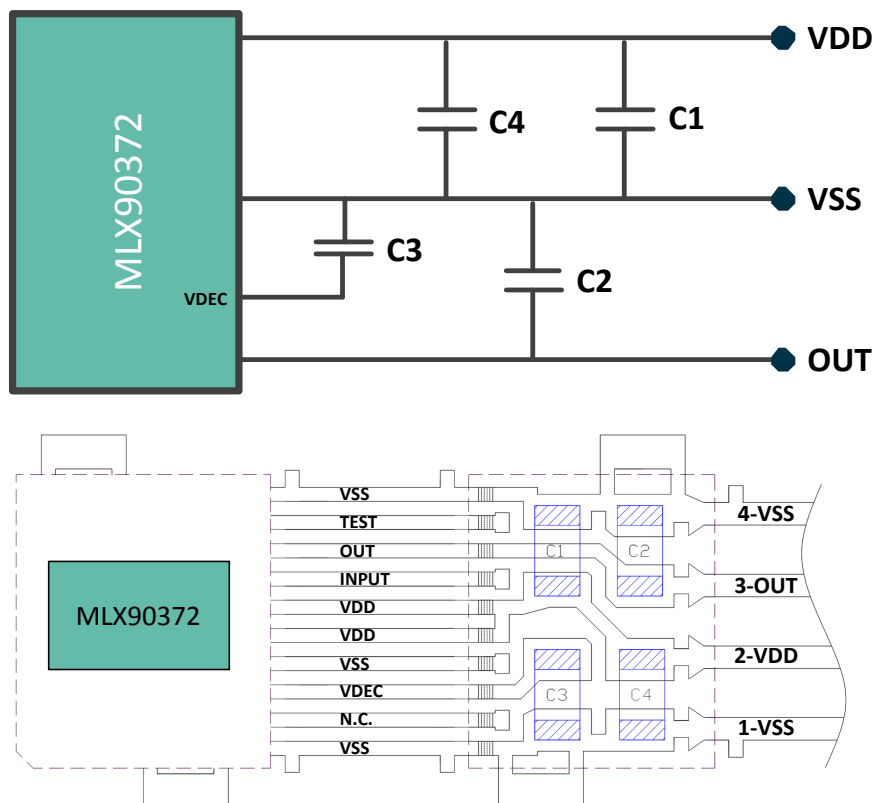 VDD
C4
C1
MLX90372
VSS
C3
C2
VDEC
OUT
VSS
4-VSS
TEST
OUT
C1
C2
INPUT
3-OUT
MLX90372
VDD
VDD
2-VDD
VSS
VDEC
C3
C4
N.C.
1-VSS
VSS